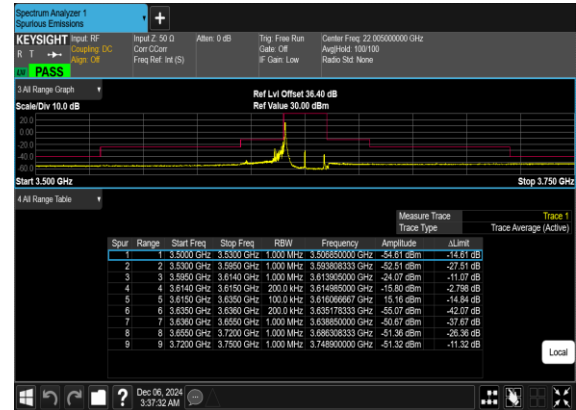 Spectrum Analyzer 1
Spurious Emissions
+
KEYSIGHT Input: RF Input Z: 50 Ω Atten: 0 dB Trig: Free Run Center Freq: 22.005000000 GHz
R T Coupling: DC Corr CCorr Gate: Off Avg|Hold: 100/100
Align: Off Freq Ref: Int (S) IF Gain: Low Radio Std: None
PASS
3 All Range Graph Ref Lvl Offset 36.40 dB
Scale/Div 10.0 dB Ref Value 30.00 dBm
20.0
0.00
-20.0
-40.0
-60.0
Start 3.500 GHz Stop 3.750 GHz
4 All Range Table
Measure Trace Trace 1
Trace Type Trace Average (Active)
Spur Range Start Freq Stop Freq RBW Frequency Amplitude ΔLimit
1 1 3.5000 GHz 3.5300 GHz 1.000 MHz 3.506850000 GHz -54.61 dBm -14.61 dB
2 2 3.5300 GHz 3.5950 GHz 1.000 MHz 3.593808333 GHz -52.51 dBm -27.51 dB
3 3 3.5950 GHz 3.6140 GHz 1.000 MHz 3.613905000 GHz -24.07 dBm -11.07 dB
4 4 3.6140 GHz 3.6150 GHz 200.0 kHz 3.614985000 GHz -15.80 dBm -2.798 dB
5 5 3.6150 GHz 3.6350 GHz 100.0 kHz 3.616066667 GHz 15.16 dBm -14.84 dB
6 6 3.6350 GHz 3.6360 GHz 200.0 kHz 3.635178333 GHz -55.07 dBm -42.07 dB
7 7 3.6360 GHz 3.6550 GHz 1.000 MHz 3.638850000 GHz -50.67 dBm -37.67 dB
8 8 3.6550 GHz 3.7200 GHz 1.000 MHz 3.686308333 GHz -51.36 dBm -26.36 dB
9 9 3.7200 GHz 3.7500 GHz 1.000 MHz 3.748900000 GHz -51.32 dBm -11.32 dB
Local
? Dec 06, 2024
3:37:32 AM